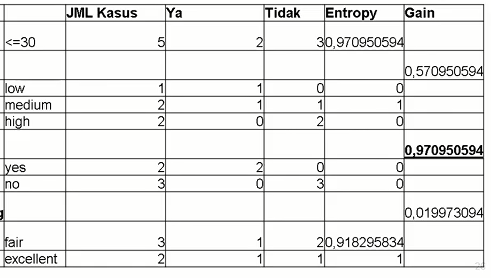 JML Kasus Ya Tidak Entropy Gain
<=30 5 2 3 0,970950594
0,570950594
low 1 1 0 0
medium 2 1 1 1
high 2 0 2 0
0,970950594
yes 2 2 0 0
no 3 0 3 0
g 0,019973094
fair 3 1 2 0,918295834
excellent 2 1 1 1